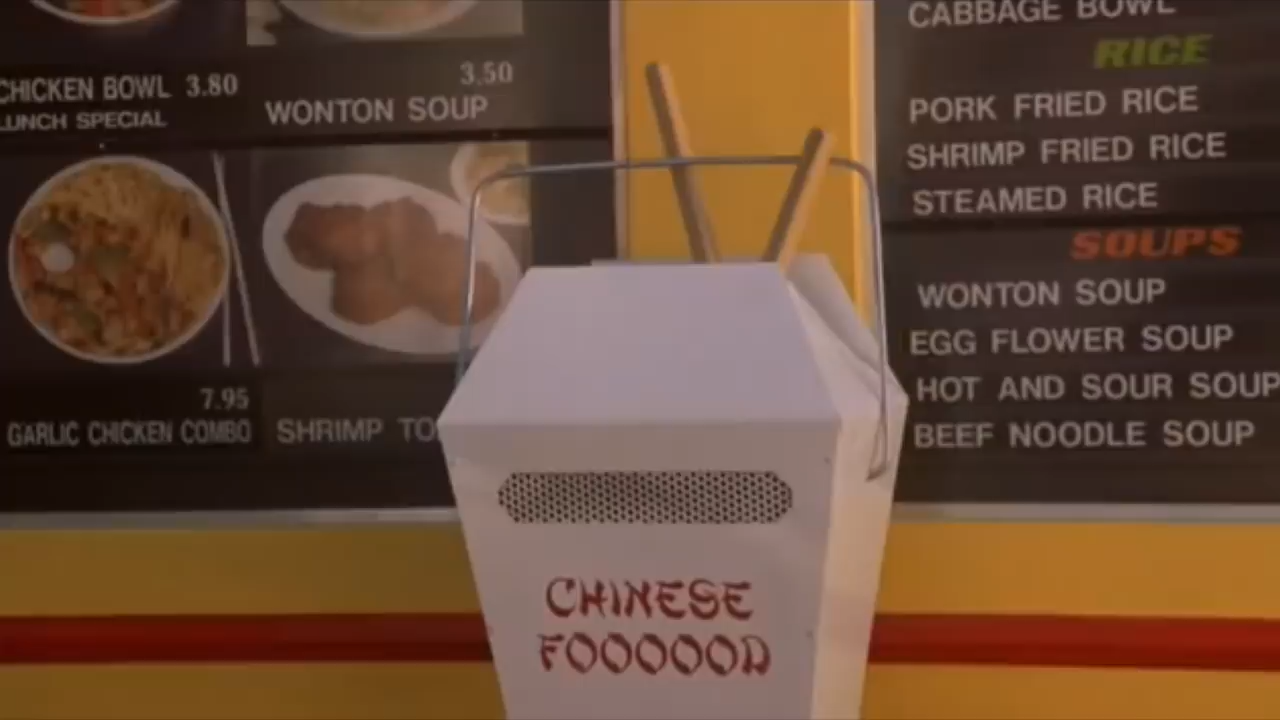 CHICKEN BOWL 3.80
LUNCH SPECIAL
3.50
WONTON SOUP
7.95
GARLIC CHICKEN COMBO
SHRIMP TO
CHINESE
FOOOOOD
CABBAGE BOWL
RICE
PORK FRIED RICE
SHRIMP FRIED RICE
STEAMED RICE
SOUPS
WONTON SOUP
EGG FLOWER SOUP
HOT AND SOUR SOUP
BEEF NOODLE SOUP